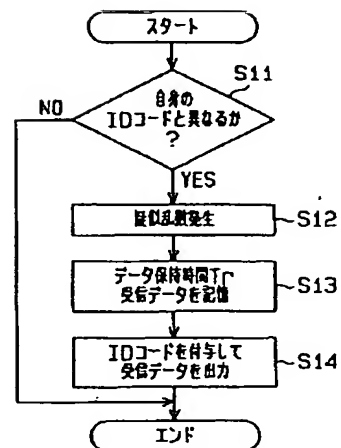 スタート
S11
自身の
IDコードと異なるか
?
NO
YES
疑似乱数発生
S12
データ保持時間Tr
受信データを記憶
S13
IDコードを付与して
受信データを出力
S14
エンド